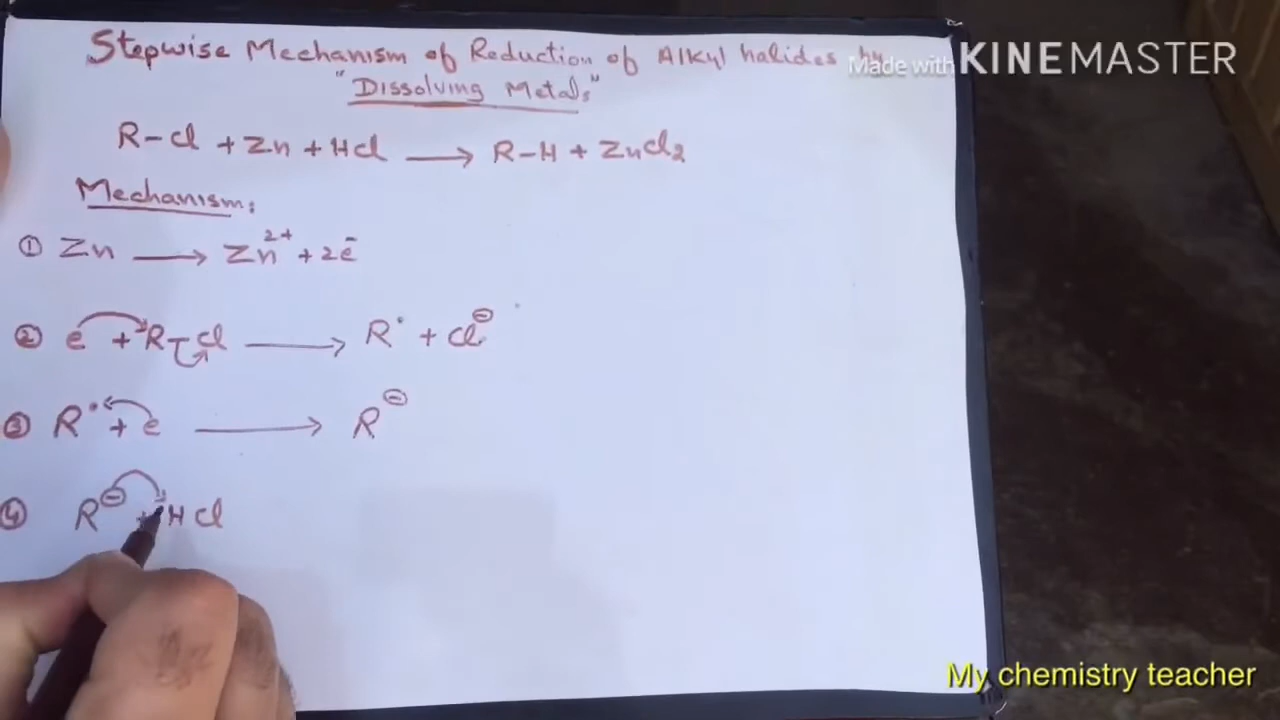 Stepwise Mechanism of Reduction of Alkyl halides by
Made with KINEMASTER
"Dissolving Metals"
R-Cl + Zn + HCl ⟶ R-H + ZnCl₂
Mechanism:
① Zn ⟶ Zn²⁺ + 2e⁻
② e + R-Cl ⟶ R• + Cl⊖
③ R• + e ⟶ R⊖
④ R⊖ + HCl
My chemistry teacher